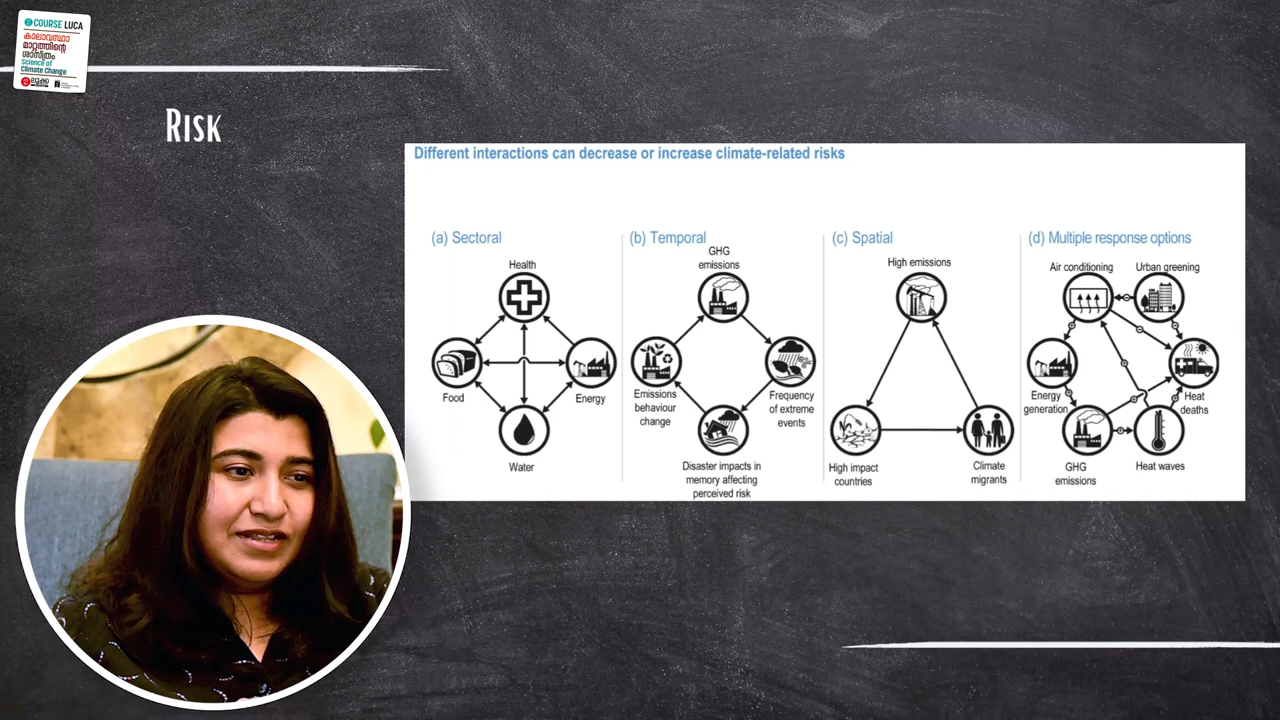 COURSE LUCA
കാലാവസ്ഥാ
മാറ്റത്തിന്റെ
ശാസ്ത്രം
Science of
Climate Change
ലൂക്ക
Risk
Different interactions can decrease or increase climate-related risks
(a) Sectoral
Health
Food
Energy
Water
(b) Temporal
GHG
emissions
Emissions
behaviour
change
Frequency
of extreme
events
Disaster impacts in
memory affecting
perceived risk
(c) Spatial
High emissions
High impact
countries
Climate
migrants
(d) Multiple response options
Air conditioning
Urban greening
Energy
generation
Heat
deaths
GHG
emissions
Heat waves